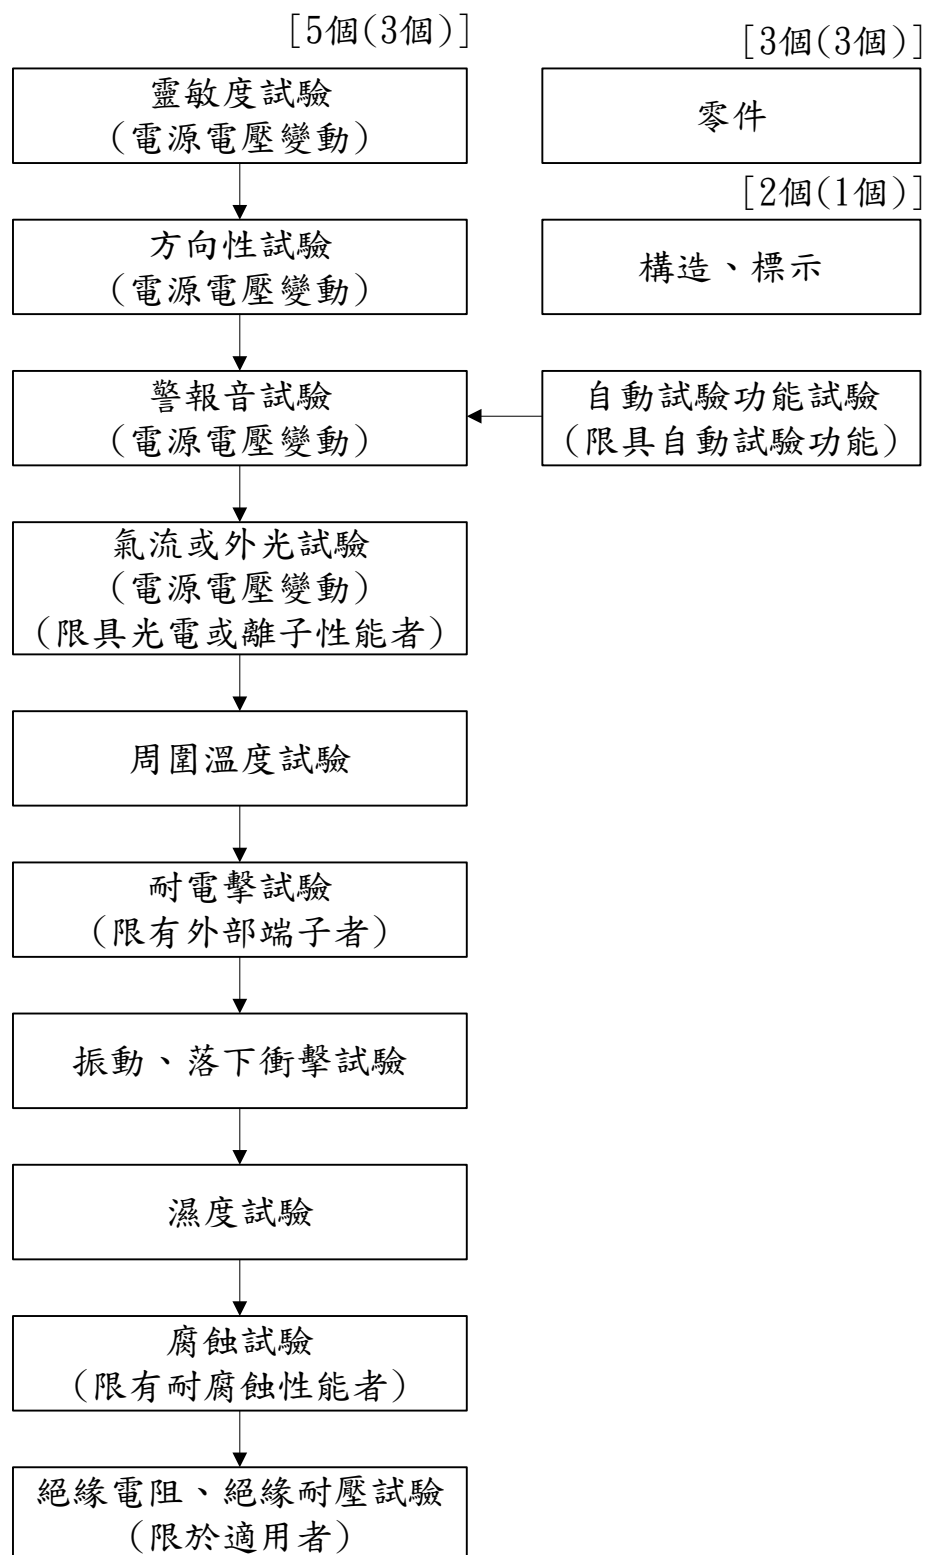 [5個(3個)]
靈敏度試驗
(電源電壓變動)
方向性試驗
(電源電壓變動)
警報音試驗
(電源電壓變動)
氣流或外光試驗
(電源電壓變動)
(限具光電或離子性能者)
周圍溫度試驗
耐電擊試驗
(限有外部端子者)
振動、落下衝擊試驗
濕度試驗
腐蝕試驗
(限有耐腐蝕性能者)
絕緣電阻、絕緣耐壓試驗
(限於適用者)
[3個(3個)]
零件
[2個(1個)]
構造、標示
自動試驗功能試驗
(限具自動試驗功能)